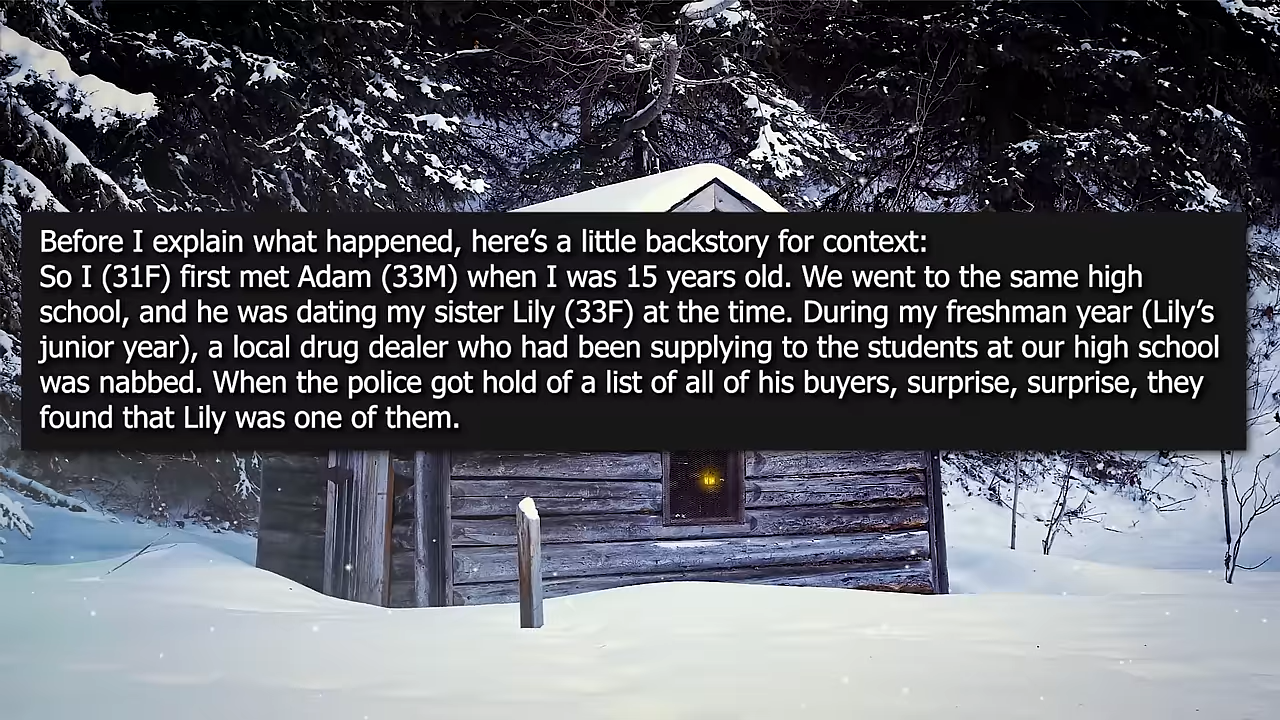 Before I explain what happened, here’s a little backstory for context:
So I (31F) first met Adam (33M) when I was 15 years old. We went to the same high
school, and he was dating my sister Lily (33F) at the time. During my freshman year (Lily’s
junior year), a local drug dealer who had been supplying to the students at our high school
was nabbed. When the police got hold of a list of all of his buyers, surprise, surprise, they
found that Lily was one of them.